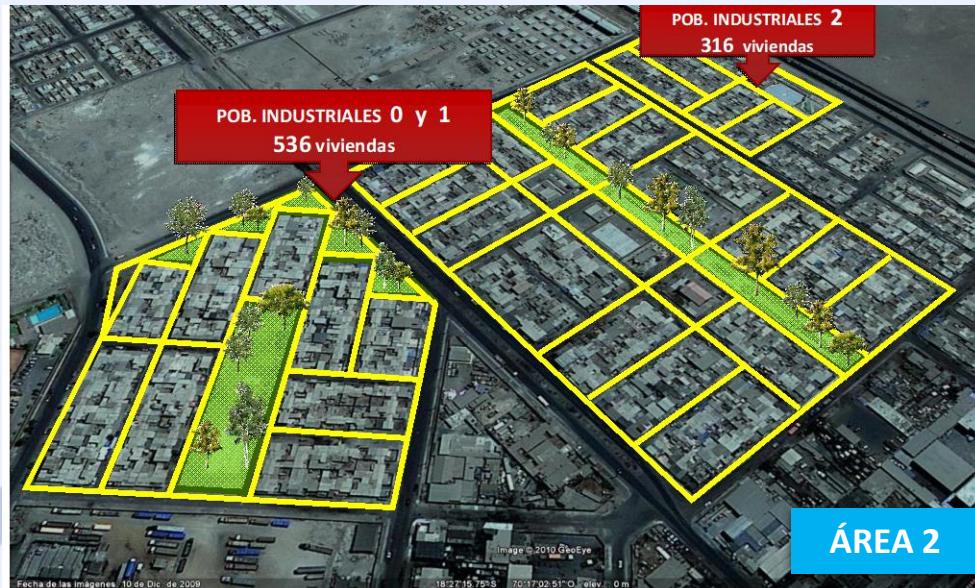 POB. INDUSTRIALES 2
316 viviendas
POB. INDUSTRIALES 0 y 1
536 viviendas
ÁREA 2
Image © 2010 GeoEye
Fecha de las imágenes: 10 de Dic. de 2009
18°27'15.75" S 70°17'02.51" O elev. 0 m